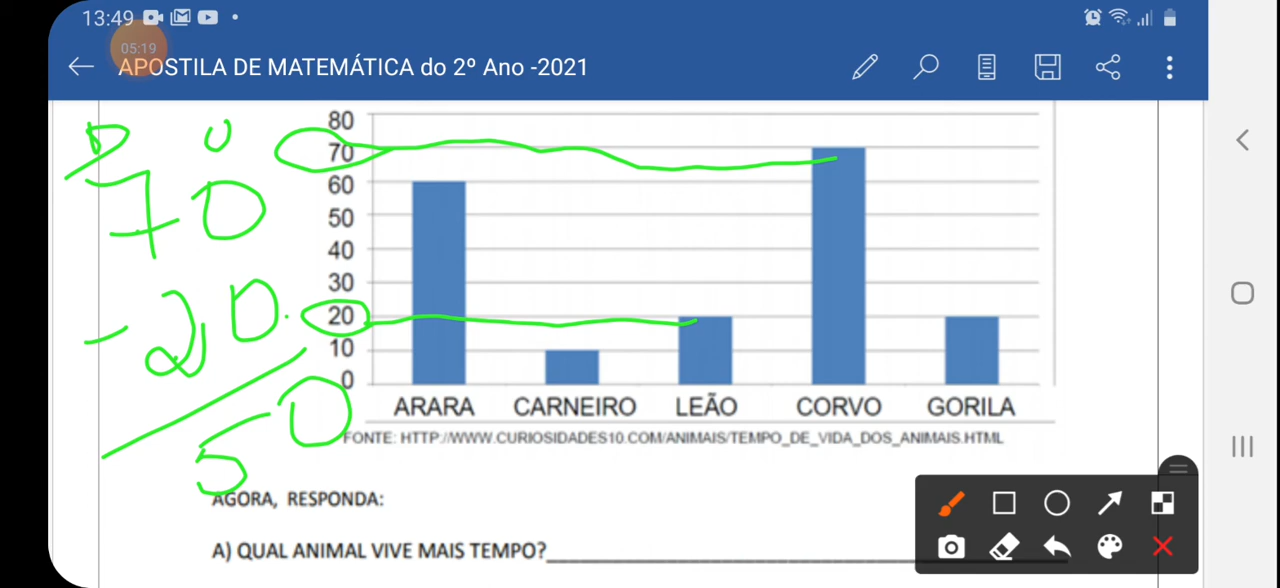 13:49
05:19
APOSTILA DE MATEMÁTICA do 2º Ano -2021
D U
70
-20
50
80
70
60
50
40
30
20
10
0
ARARA CARNEIRO LEÃO CORVO GORILA
FONTE: HTTP://WWW.CURIOSIDADES10.COM/ANIMAIS/TEMPO_DE_VIDA_DOS_ANIMAIS.HTML
AGORA, RESPONDA:
A) QUAL ANIMAL VIVE MAIS TEMPO?